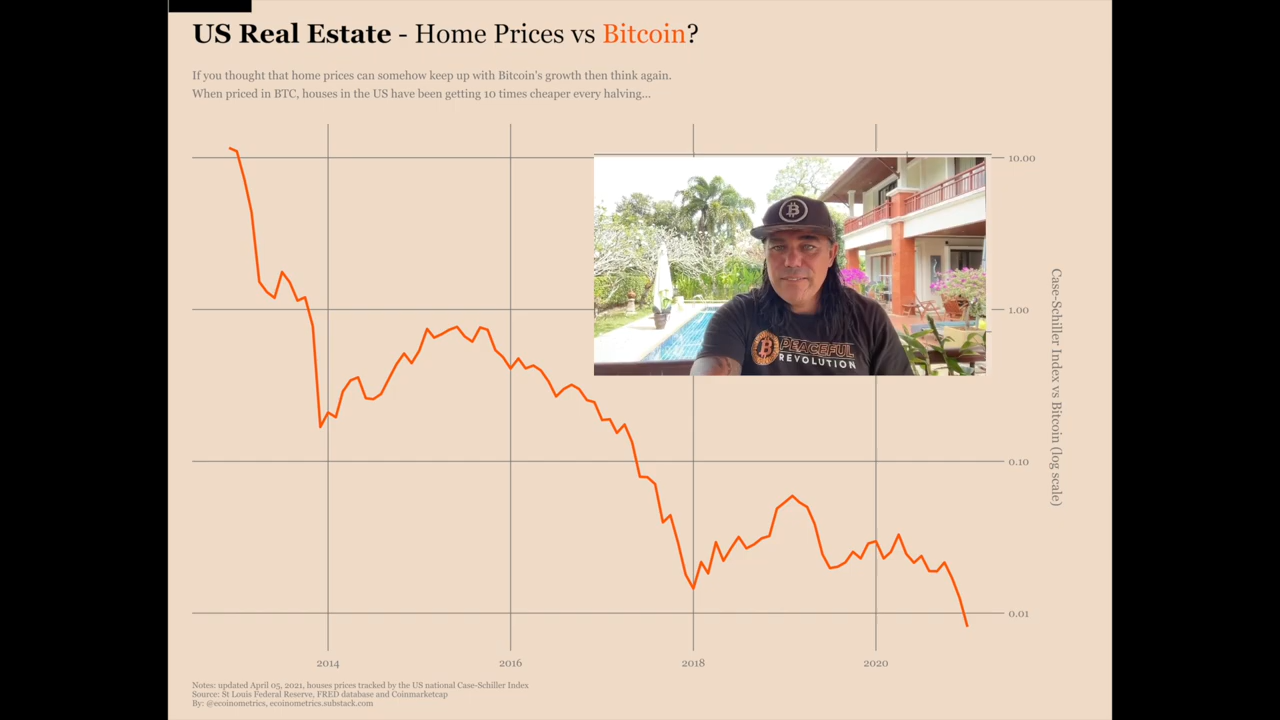 US Real Estate - Home Prices vs Bitcoin?
If you thought that home prices can somehow keep up with Bitcoin's growth then think again.
When priced in BTC, houses in the US have been getting 10 times cheaper every halving...
10.00
1.00
0.10
0.01
Case-Schiller Index vs Bitcoin (log scale)
PEACEFUL
REVOLUTION
2014
2016
2018
2020
Notes: updated April 05, 2021, houses prices tracked by the US national Case-Schiller Index
Source: St Louis Federal Reserve, FRED database and Coinmarketcap
By: @ecoinometrics, ecoinometrics.substack.com